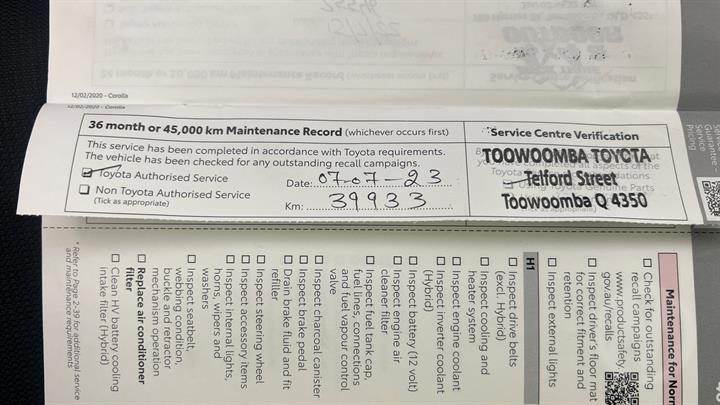 12/02/2020 - Corolla
12/02/2020 - Corolla
36 month or 45,000 km Maintenance Record (whichever occurs first)
This service has been completed in accordance with Toyota requirements.
The vehicle has been checked for any outstanding recall campaigns.
Toyota Authorised Service
Non Toyota Authorised Service
(Tick as appropriate)
Date: 07-07-23
Km: 39933
Service Centre Verification
TOOWOOMBA TOYOTA
Telford Street
Toowoomba Q 4350
Service
Guarantee
Service
Pricing
Maintenance for Norm
Check for outstanding
recall campaigns
www.productsafety.
gov.au/recalls
Inspect driver's floor mat
for correct fitment and
retention
Inspect external lights
H1
Inspect drive belts
(excl. Hybrid)
Inspect cooling and
heater system
Inspect engine coolant
Inspect inverter coolant
(Hybrid)
Inspect battery (12 volt)
Inspect engine air
cleaner filter
Inspect fuel tank cap,
fuel lines, connections
and fuel vapour control
valve
Inspect charcoal canister
Inspect brake pedal
Drain brake fluid and fit
refiller
Inspect steering wheel
Inspect accessory items
Inspect internal lights,
horns, wipers and
washers
Inspect seatbelt,
webbing condition,
buckle and retractor
mechanism operation
Replace air conditioner
filter
Clean HV battery cooling
intake filter (Hybrid)
* Refer to Page 2-39 for additional service
and maintenance requirements